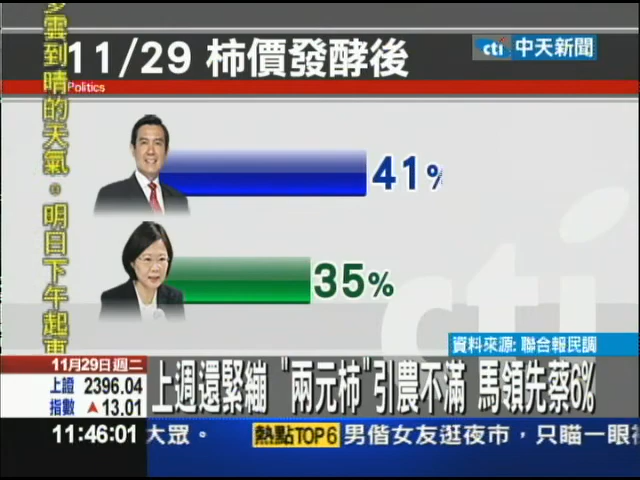 多雲到晴的天氣。明日下午起東
11/29 柿價發酵後
cti 中天新聞
Politics
41%
35%
cti
資料來源: 聯合報民調
11月29日週二
上週還緊繃 "兩元柿"引農不滿 馬領先蔡6%
上證指數 2396.04
▲13.01
11:46:01
大眾。 熱點TOP6 男偕女友逛夜市，只瞄一眼